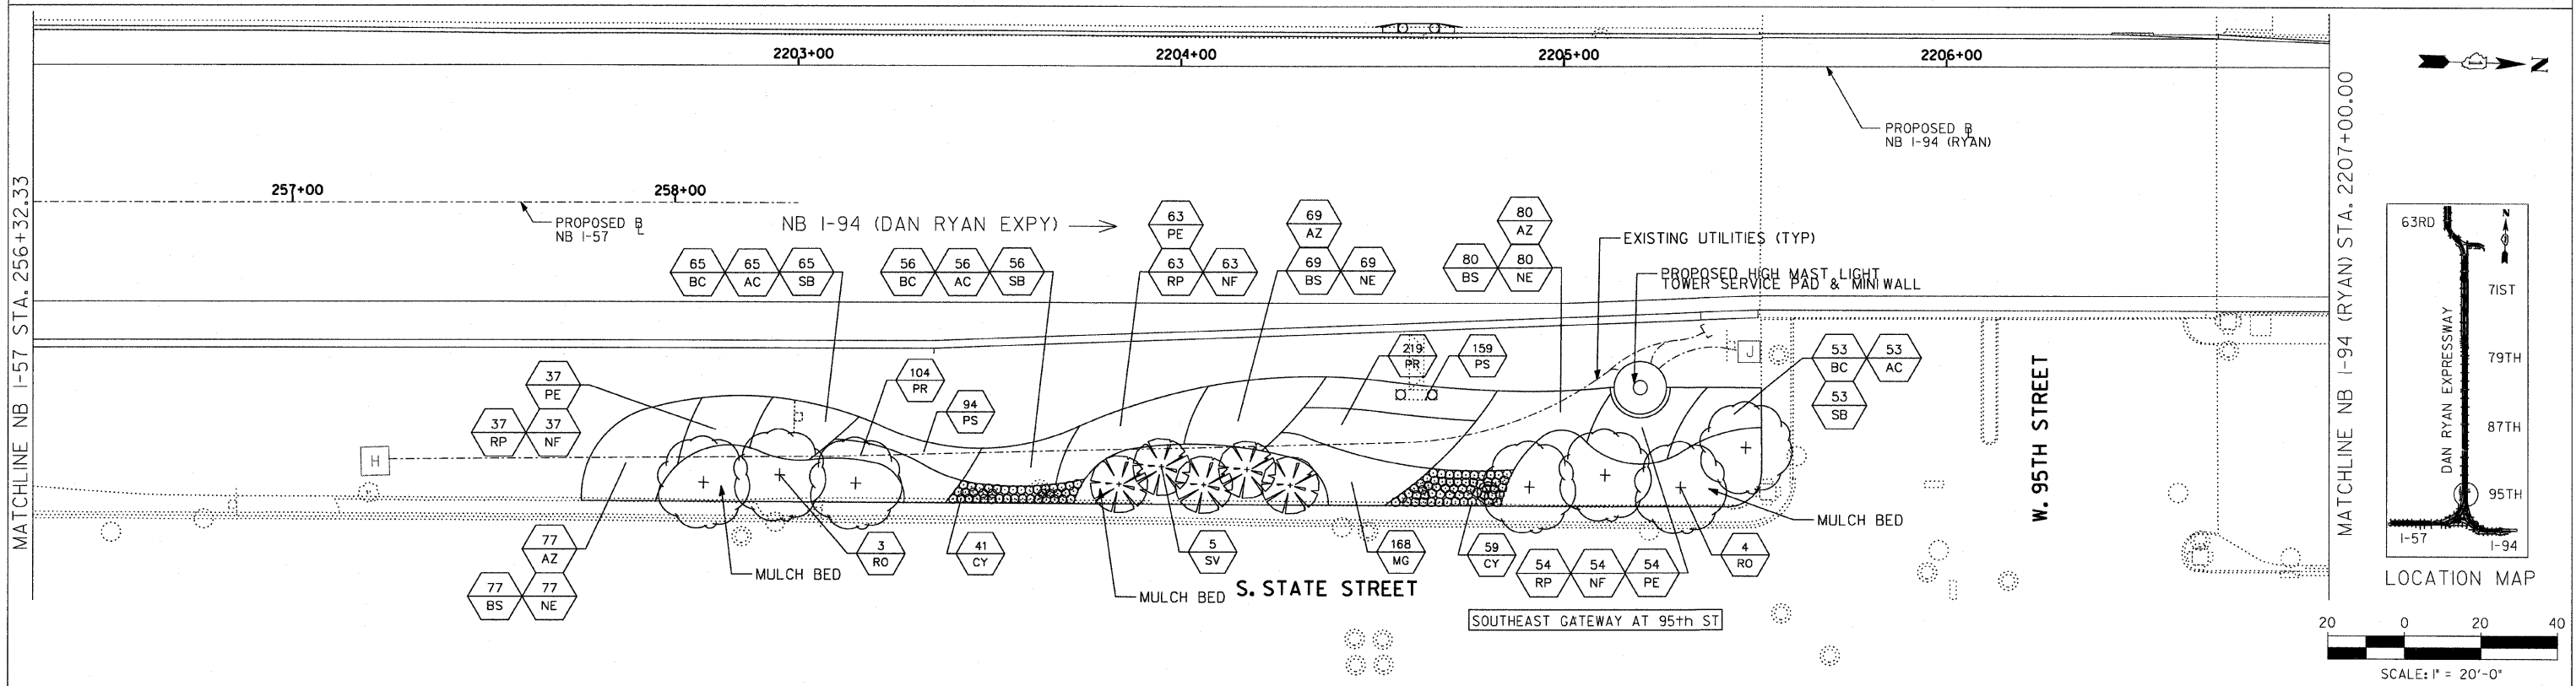 2203+00
2204+00
2205+00
2206+00
N
PROPOSED BL
NB I-94 (RYAN)
MATCHLINE NB I-57 STA. 256+32.33
257+00
258+00
PROPOSED BL
NB I-57
NB I-94 (DAN RYAN EXPY)
63
PE
63
RP
63
NF
69
AZ
69
BS
69
NE
80
AZ
80
BS
80
NE
65
BC
65
AC
65
SB
56
BC
56
AC
56
SB
EXISTING UTILITIES (TYP)
PROPOSED HIGH MAST LIGHT
TOWER SERVICE PAD & MINI WALL
37
PE
37
RP
37
NF
104
PR
94
PS
219
PR
159
PS
J
53
BC
53
AC
53
SB
H
77
AZ
77
BS
77
NE
MULCH BED
3
RO
41
CY
MULCH BED
5
SV
168
MG
59
CY
54
RP
54
NF
54
PE
4
RO
MULCH BED
S. STATE STREET
SOUTHEAST GATEWAY AT 95th ST
W. 95TH STREET
MATCHLINE NB I-94 (RYAN) STA. 2207+00.00
63RD
N
71ST
79TH
87TH
95TH
DAN RYAN EXPRESSWAY
I-57
I-94
LOCATION MAP
20 0 20 40
SCALE: 1" = 20'-0"